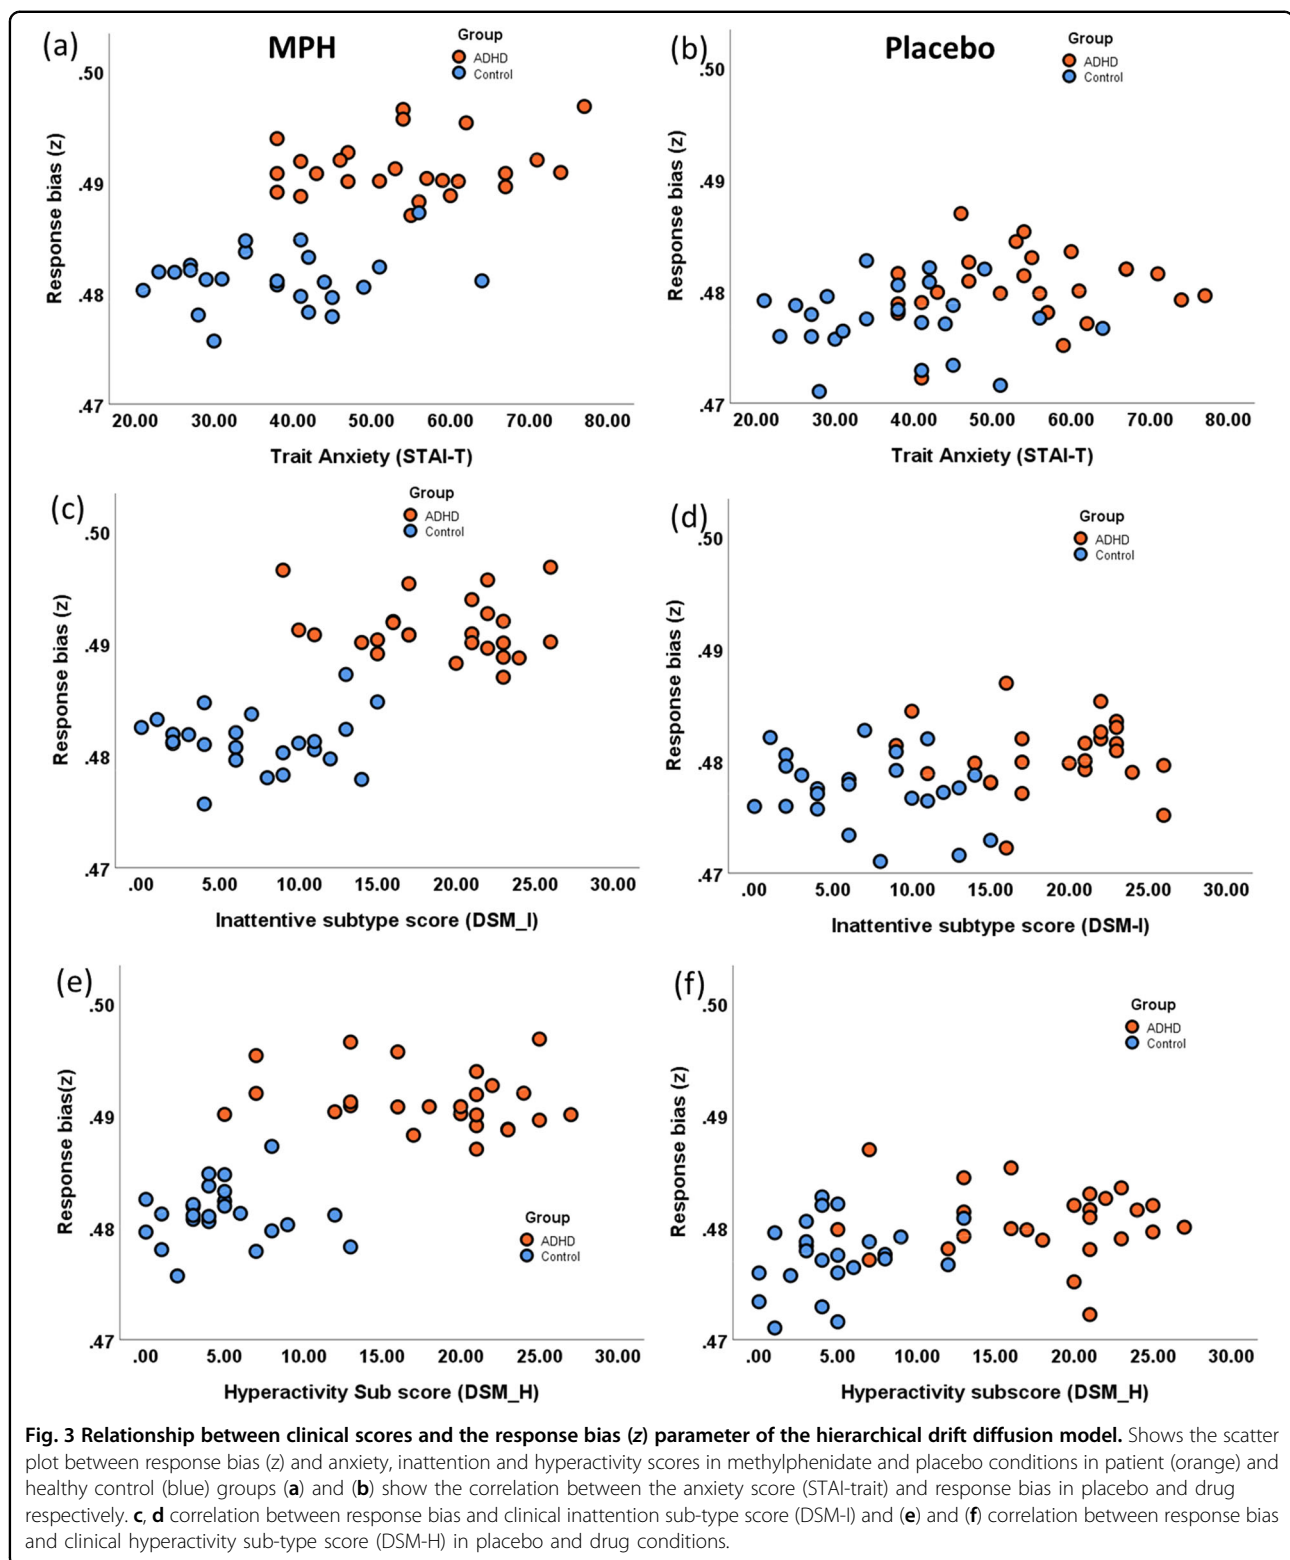 (a)
MPH
Group
ADHD
Control
.50
.49
.48
.47
Response bias (z)
20.00 30.00 40.00 50.00 60.00 70.00 80.00
Trait Anxiety (STAI-T)
(b)
Placebo
Group
ADHD
Control
.50
.49
.48
.47
Response bias (z)
20.00 30.00 40.00 50.00 60.00 70.00 80.00
Trait Anxiety (STAI-T)
(c)
Group
ADHD
Control
.50
.49
.48
.47
Response bias (z)
.00 5.00 10.00 15.00 20.00 25.00 30.00
Inattentive subtype score (DSM_I)
(d)
Group
ADHD
Control
.50
.49
.48
.47
Response bias (z)
.00 5.00 10.00 15.00 20.00 25.00 30.00
Inattentive subtype score (DSM-I)
(e)
.50
.49
.48
.47
Response bias(z)
Group
ADHD
Control
.00 5.00 10.00 15.00 20.00 25.00 30.00
Hyperactivity Sub score (DSM_H)
(f)
Group
ADHD
Control
.50
.49
.48
.47
Response bias (z)
.00 5.00 10.00 15.00 20.00 25.00 30.00
Hyperactivity subscore (DSM_H)
Fig. 3 Relationship between clinical scores and the response bias (z) parameter of the hierarchical drift diffusion model. Shows the scatter
plot between response bias (z) and anxiety, inattention and hyperactivity scores in methylphenidate and placebo conditions in patient (orange) and
healthy control (blue) groups (a) and (b) show the correlation between the anxiety score (STAI-trait) and response bias in placebo and drug
respectively. c, d correlation between response bias and clinical inattention sub-type score (DSM-I) and (e) and (f) correlation between response bias
and clinical hyperactivity sub-type score (DSM-H) in placebo and drug conditions.